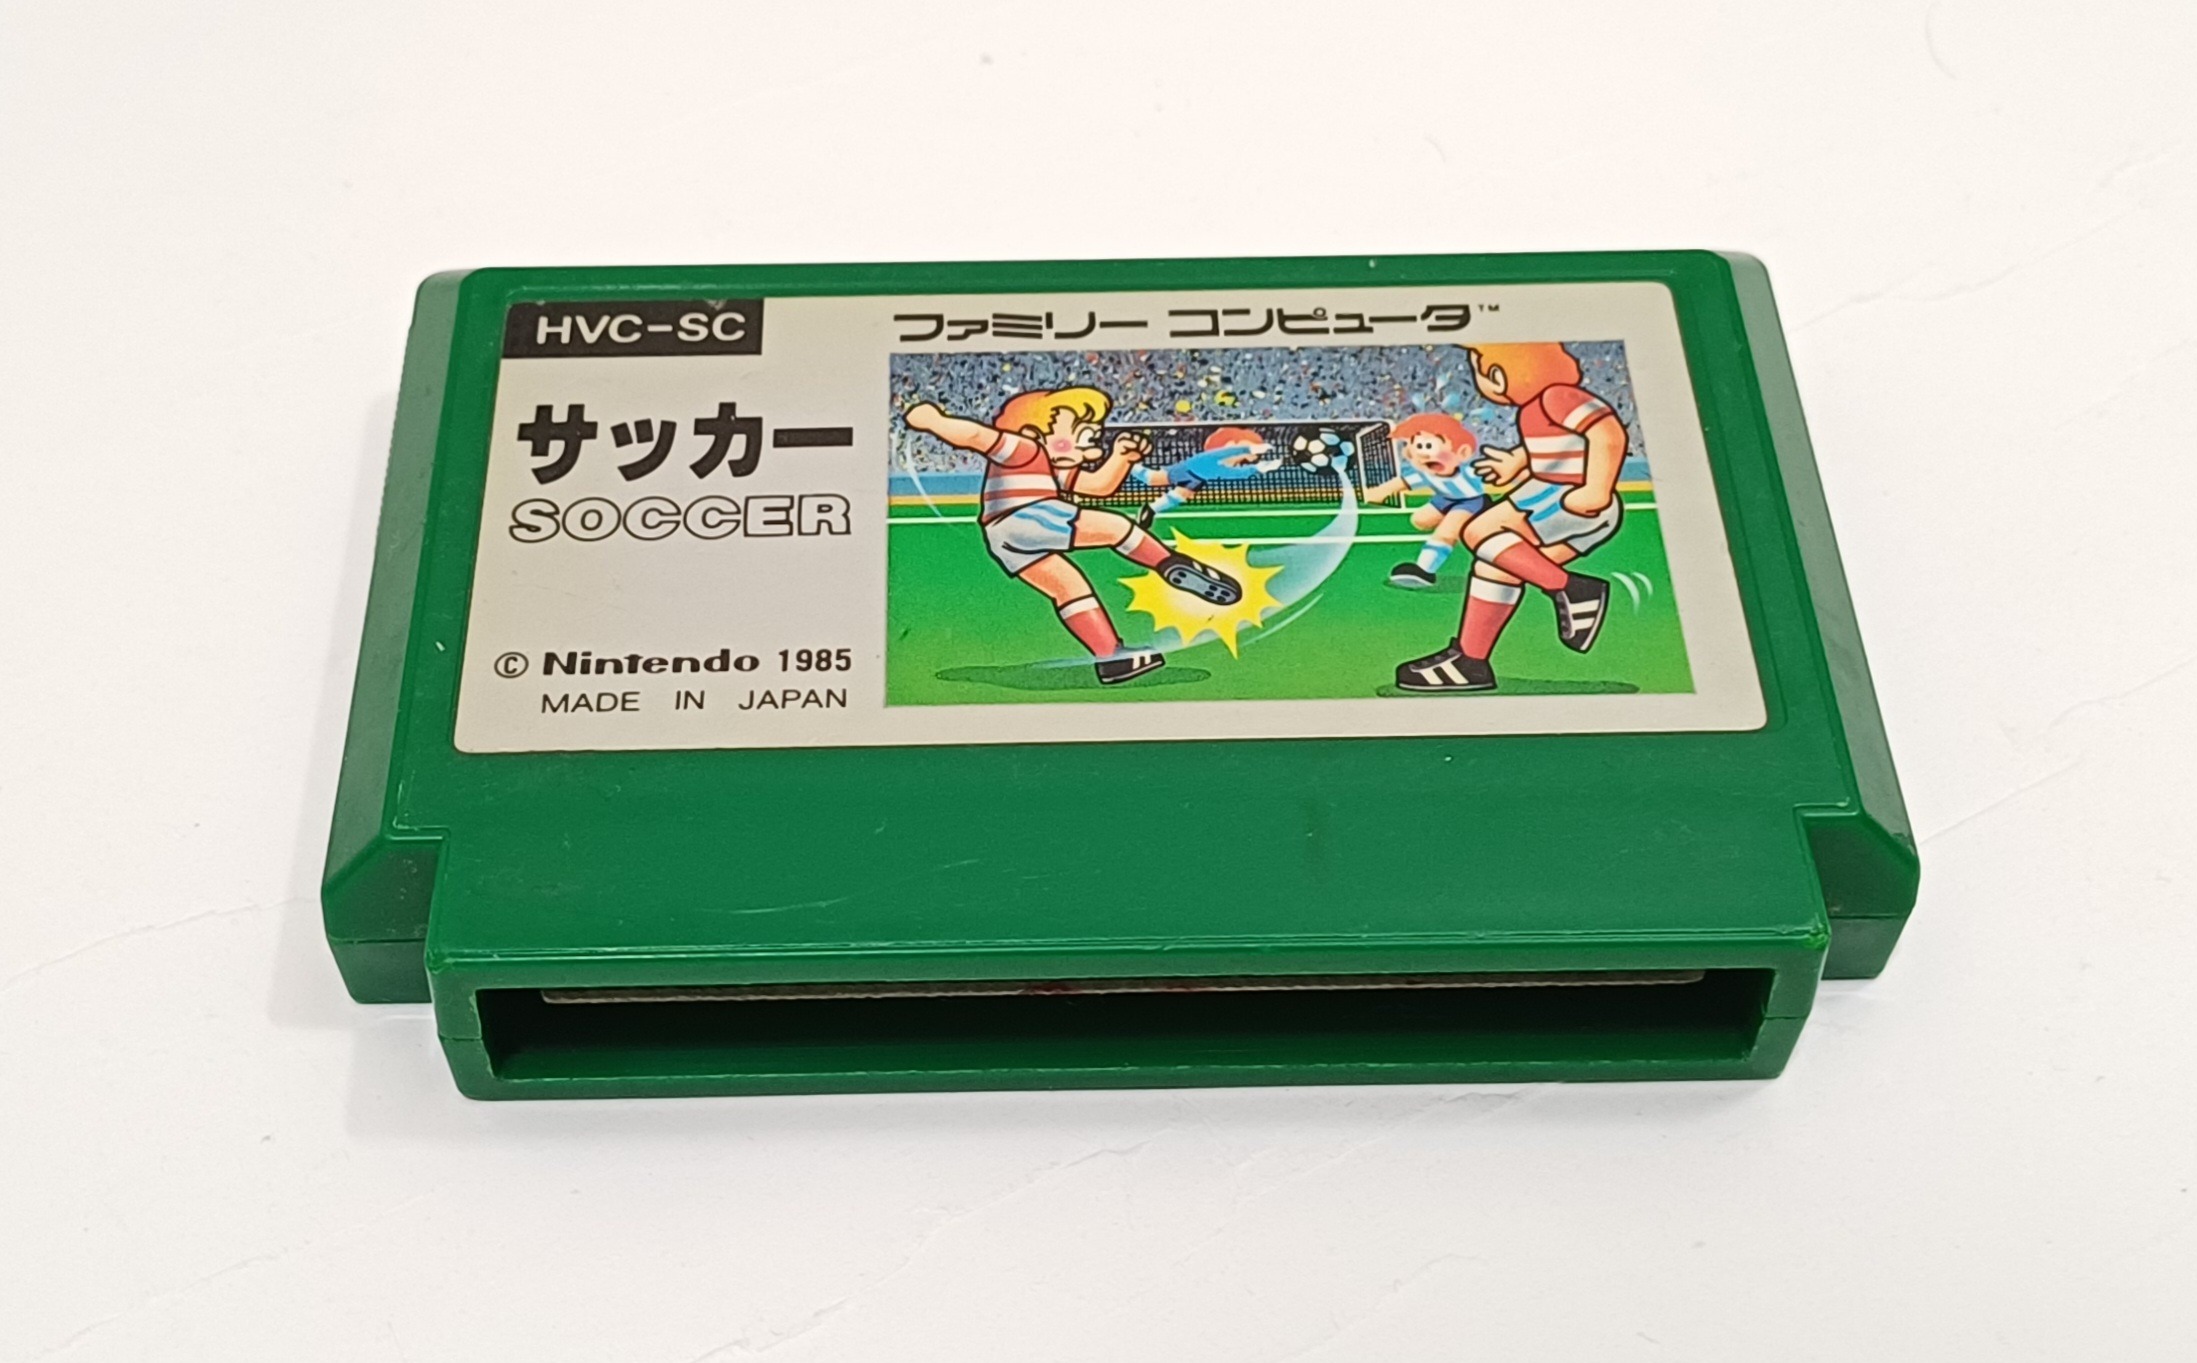 HVC-SC
ファミリー コンピュータ™
サッカー
SOCCER
© Nintendo 1985
MADE IN JAPAN